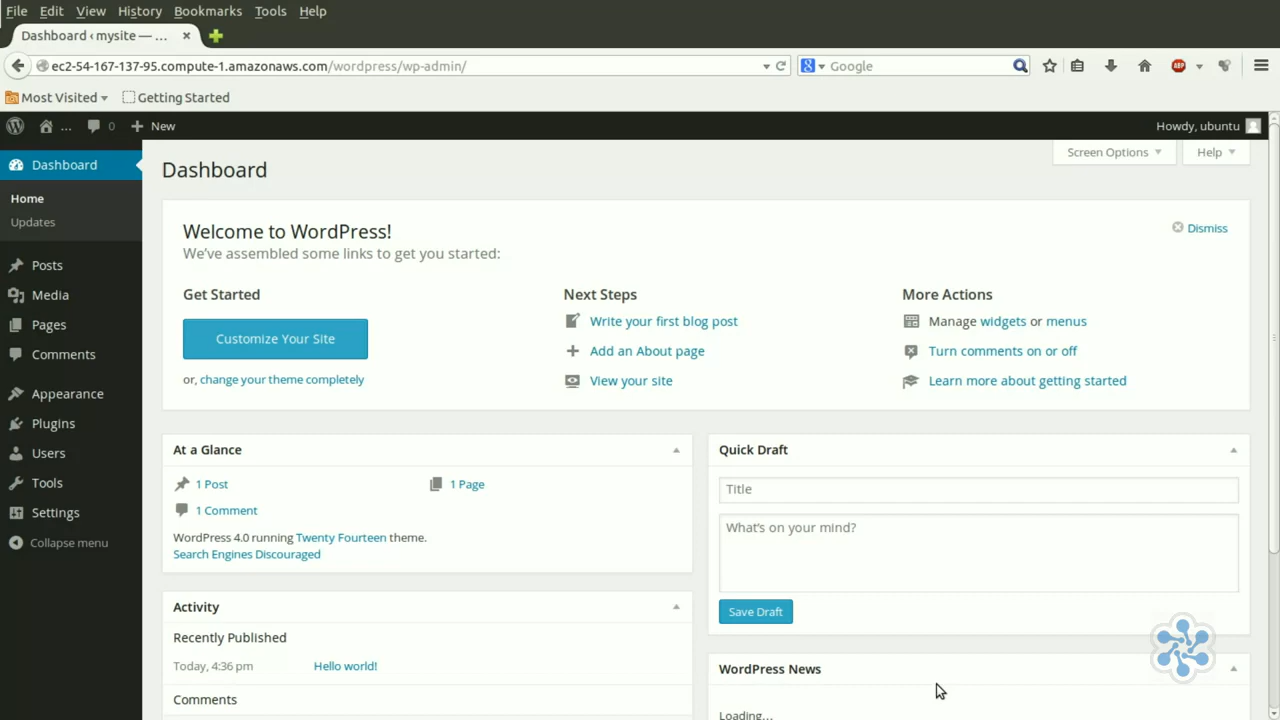 File Edit View History Bookmarks Tools Help
Dashboard ‹ mysite — ...
ec2-54-167-137-95.compute-1.amazonaws.com/wordpress/wp-admin/
Google
ABP
Most Visited
Getting Started
...
0
New
Howdy, ubuntu
Dashboard
Home
Updates
Posts
Media
Pages
Comments
Appearance
Plugins
Users
Tools
Settings
Collapse menu
Dashboard
Screen Options
Help
Welcome to WordPress!
We've assembled some links to get you started:
Dismiss
Get Started
Customize Your Site
or, change your theme completely
Next Steps
Write your first blog post
Add an About page
View your site
More Actions
Manage widgets or menus
Turn comments on or off
Learn more about getting started
At a Glance
1 Post
1 Page
1 Comment
WordPress 4.0 running Twenty Fourteen theme.
Search Engines Discouraged
Activity
Recently Published
Today, 4:36 pm
Hello world!
Comments
Quick Draft
Title
What's on your mind?
Save Draft
WordPress News
Loading...